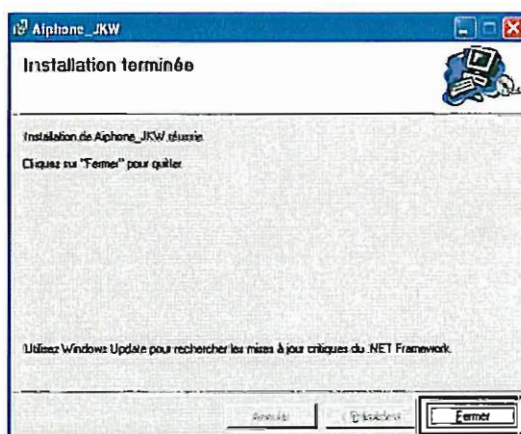 Aiphone_JKW
Installation terminée
Installation de Aiphone_JKW réussie.
Cliquez sur "Fermer" pour quitter.
Utilisez Windows Update pour rechercher les mises à jour critiques du .NET Framework.
Annuler
< Précédent
Fermer